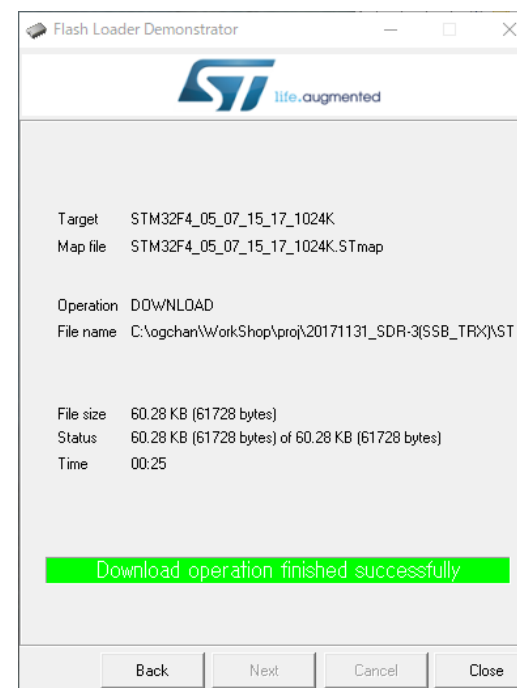 Flash Loader Demonstrator
life.augmented
Target STM32F4_05_07_15_17_1024K
Map file STM32F4_05_07_15_17_1024K.STmap
Operation DOWNLOAD
File name C:\ogchan\WorkShop\proj\20171131_SDR-3(SSB_TRX)\ST
File size 60.28 KB (61728 bytes)
Status 60.28 KB (61728 bytes) of 60.28 KB (61728 bytes)
Time 00:25
Download operation finished successfully
Back Next Cancel Close